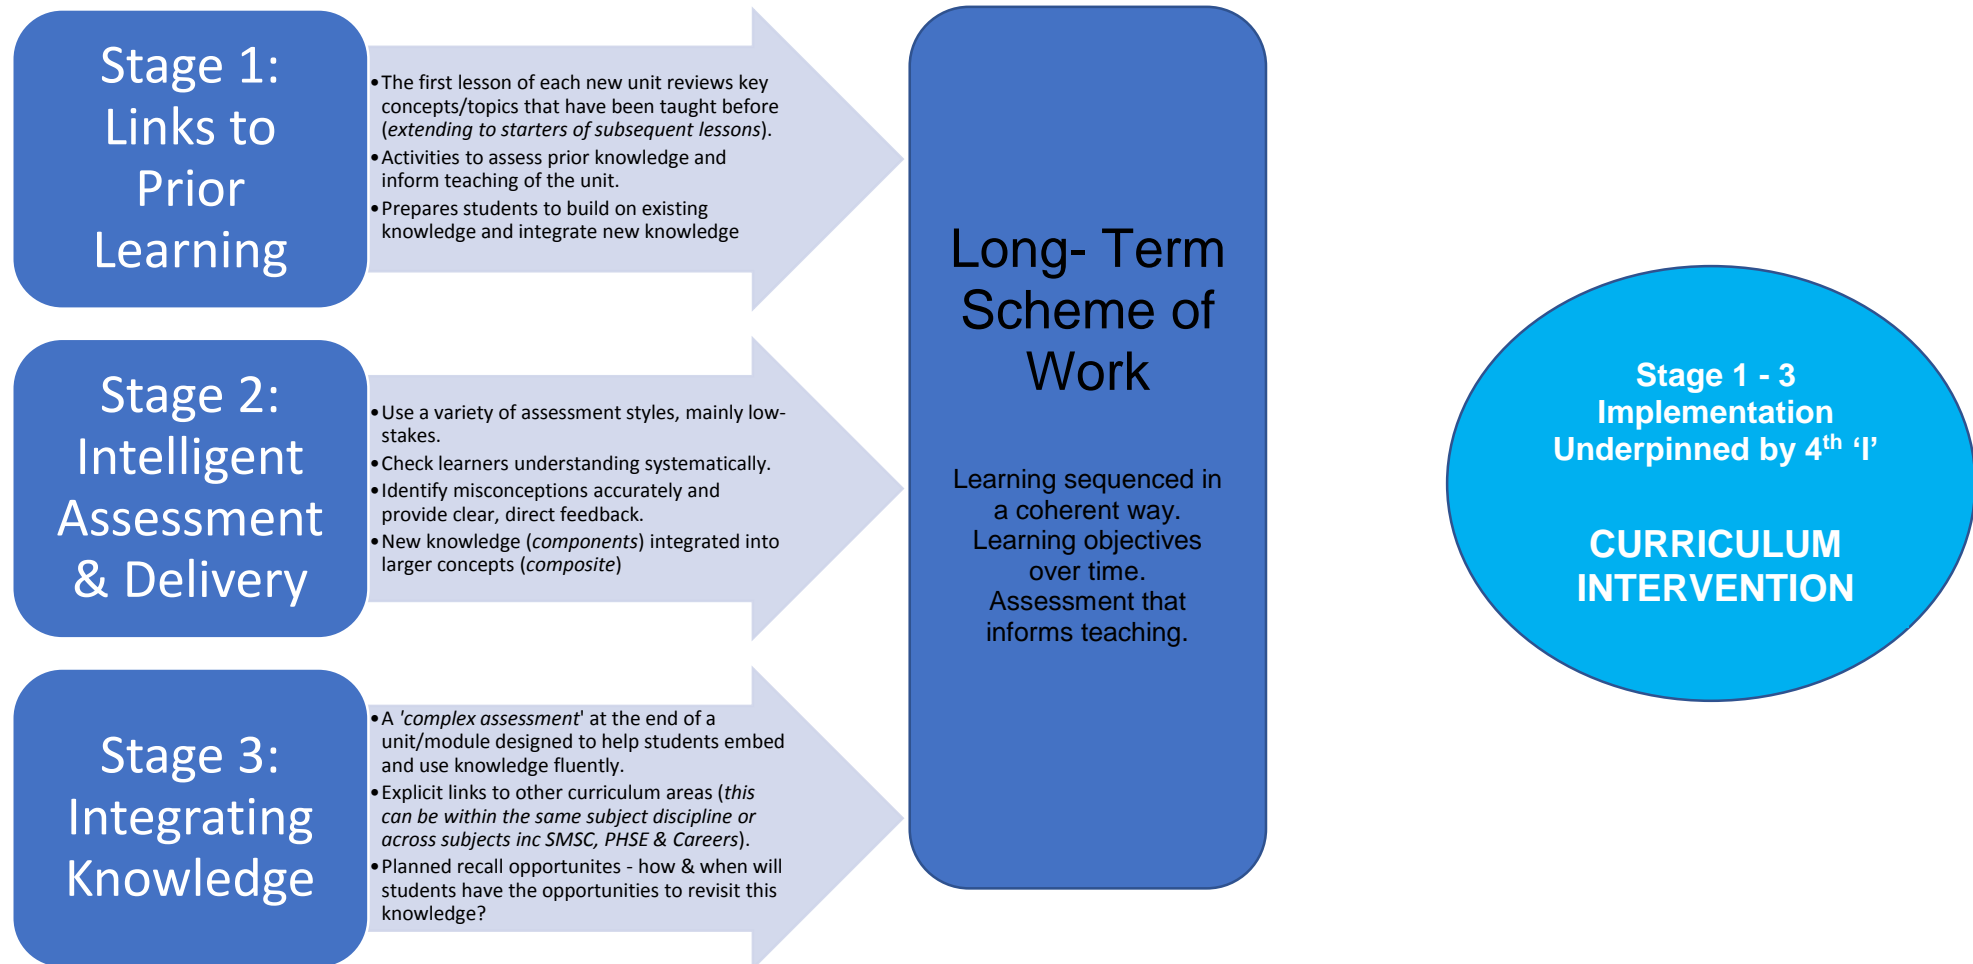 Stage 1:
Links to
Prior
Learning
•The first lesson of each new unit reviews key
concepts/topics that have been taught before
(extending to starters of subsequent lessons).
•Activities to assess prior knowledge and
inform teaching of the unit.
•Prepares students to build on existing
knowledge and integrate new knowledge
Stage 2:
Intelligent
Assessment
& Delivery
•Use a variety of assessment styles, mainly low-
stakes.
•Check learners understanding systematically.
•Identify misconceptions accurately and
provide clear, direct feedback.
•New knowledge (components) integrated into
larger concepts (composite)
Stage 3:
Integrating
Knowledge
•A 'complex assessment' at the end of a
unit/module designed to help students embed
and use knowledge fluently.
•Explicit links to other curriculum areas (this
can be within the same subject discipline or
across subjects inc SMSC, PHSE & Careers).
•Planned recall opportunites - how & when will
students have the opportunities to revisit this
knowledge?
Long- Term
Scheme of
Work
Learning sequenced in
a coherent way.
Learning objectives
over time.
Assessment that
informs teaching.
Stage 1 - 3
Implementation
Underpinned by 4th ‘I’
CURRICULUM
INTERVENTION